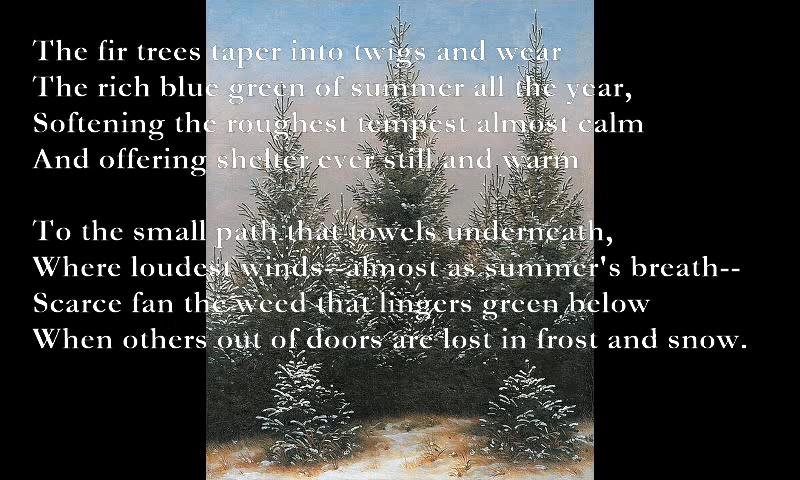 The fir trees taper into twigs and wear
The rich blue green of summer all the year,
Softening the roughest tempest almost calm
And offering shelter ever still and warm
To the small path that towels underneath,
Where loudest winds--almost as summer's breath--
Scarce fan the weed that lingers green below
When others out of doors are lost in frost and snow.